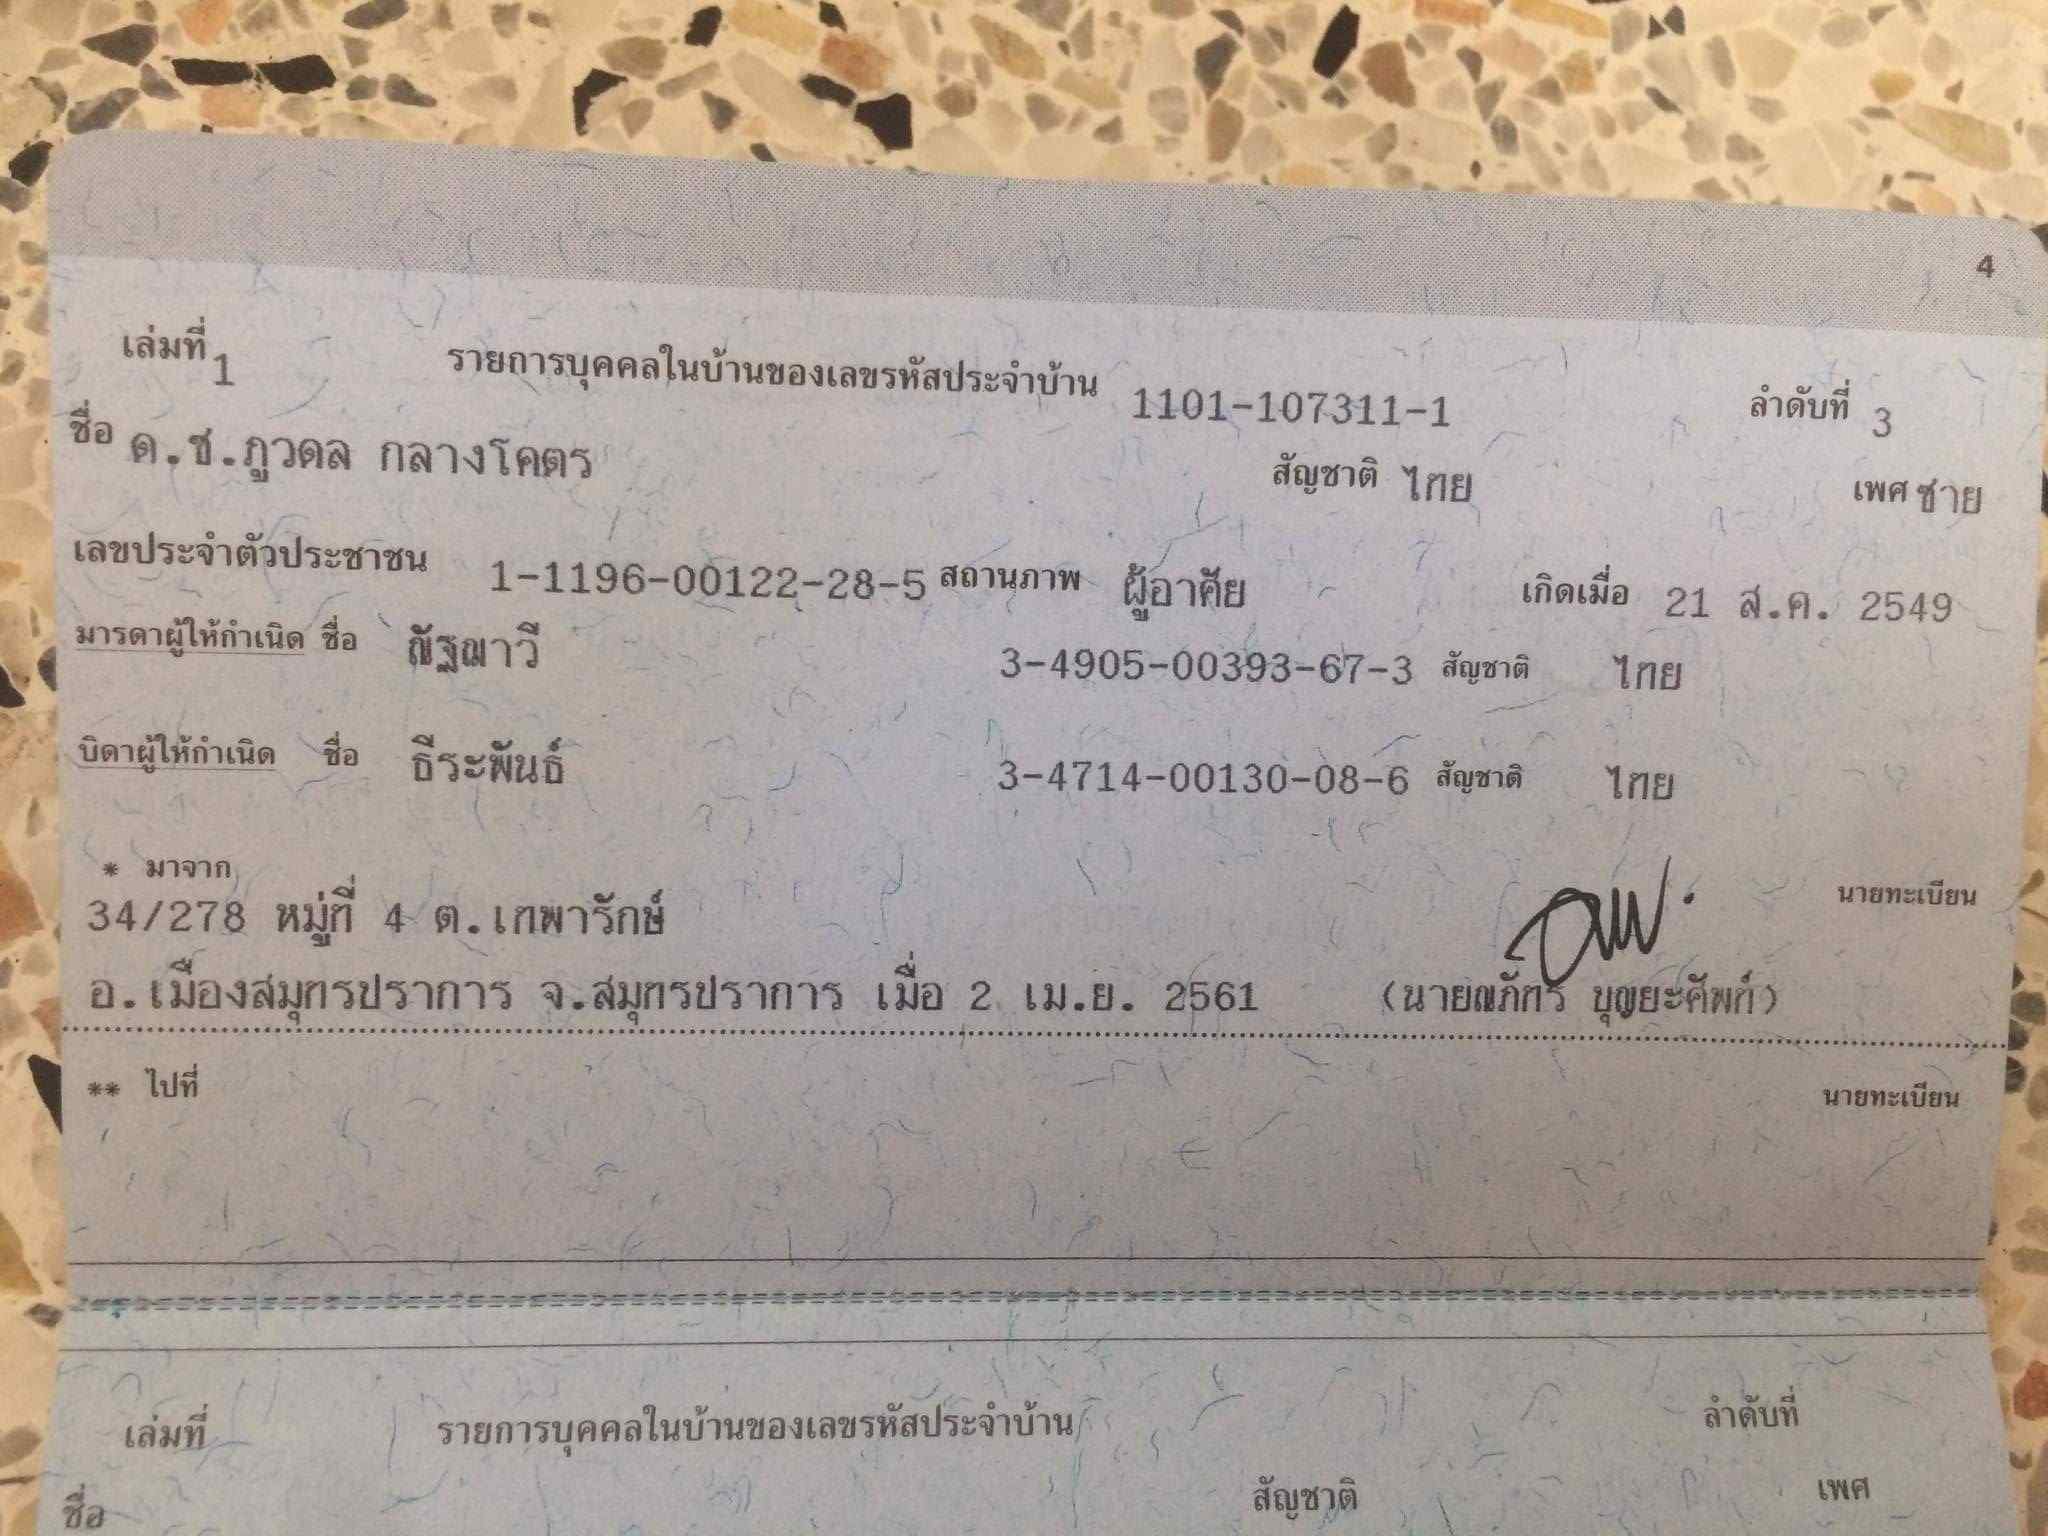 4
เล่มที่ 1 รายการบุคคลในบ้านของเลขรหัสประจำบ้าน 1101-107311-1 ลำดับที่ 3
ชื่อ ด.ช.ภูวดล กลางโคตร สัญชาติ ไทย เพศ ชาย
เลขประจำตัวประชาชน 1-1196-00122-28-5 สถานภาพ ผู้อาศัย เกิดเมื่อ 21 ส.ค. 2549
มารดาผู้ให้กำเนิด ชื่อ ณัฐฌาวี 3-4905-00393-67-3 สัญชาติ ไทย
บิดาผู้ให้กำเนิด ชื่อ ธีระพันธ์ 3-4714-00130-08-6 สัญชาติ ไทย
* มาจาก นายทะเบียน
34/278 หมู่ที่ 4 ต.เทพารักษ์
อ.เมืองสมุทรปราการ จ.สมุทรปราการ เมื่อ 2 เม.ย. 2561 (นายณภัทร บุญยะศัพท์)
** ไปที่ นายทะเบียน
เล่มที่ รายการบุคคลในบ้านของเลขรหัสประจำบ้าน ลำดับที่
ชื่อ สัญชาติ เพศ